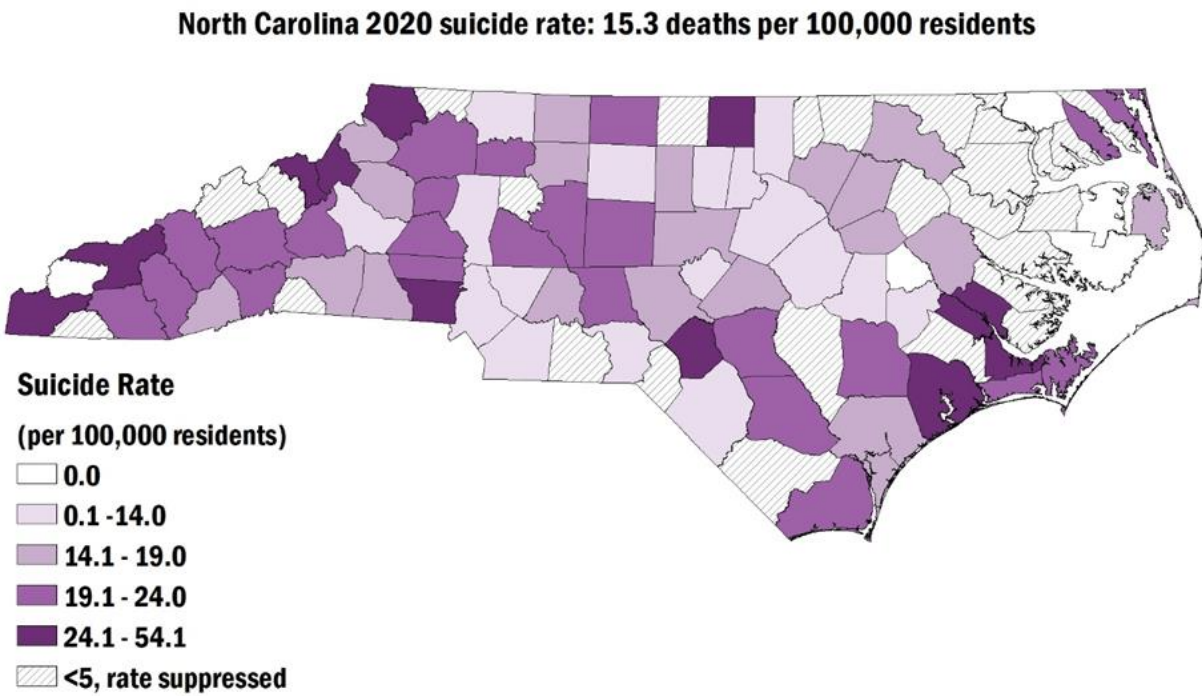 North Carolina 2020 suicide rate: 15.3 deaths per 100,000 residents
Suicide Rate
(per 100,000 residents)
0.0
0.1 -14.0
14.1 - 19.0
19.1 - 24.0
24.1 - 54.1
<5, rate suppressed